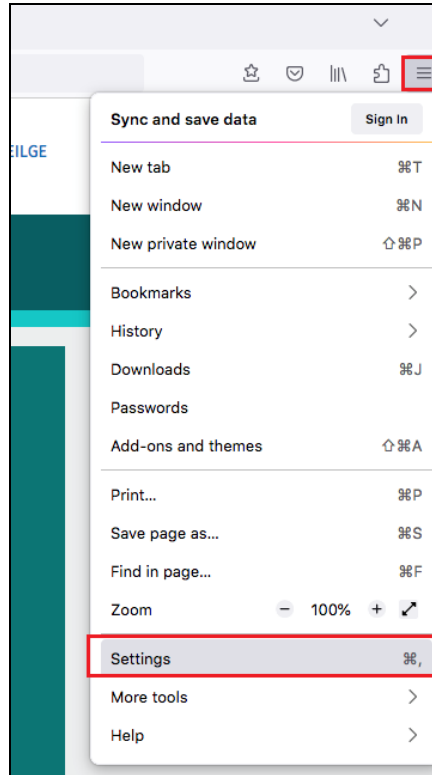 Sync and save data Sign In
EILGE
New tab ⌘T
New window ⌘N
New private window ⇧⌘P
Bookmarks
History
Downloads ⌘J
Passwords
Add-ons and themes ⇧⌘A
Print... ⌘P
Save page as... ⌘S
Find in page... ⌘F
Zoom − 100% +
Settings ⌘,
More tools
Help